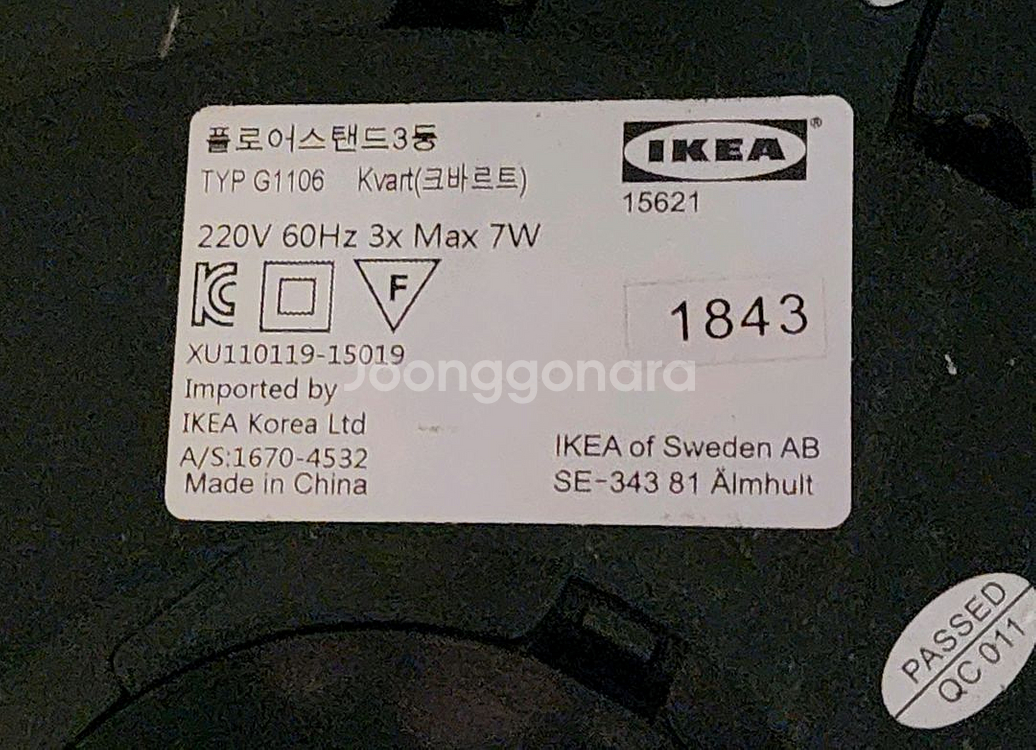 플로어스탠드3등
TYP G1106 Kvart(크바르트)
220V 60Hz 3x Max 7W
F
XU110119-15019
Imported by
IKEA Korea Ltd
A/S:1670-4532
Made in China
IKEA®
15621
1843
IKEA of Sweden AB
SE-343 81 Älmhult
Joonggonara
PASSED
QC 011